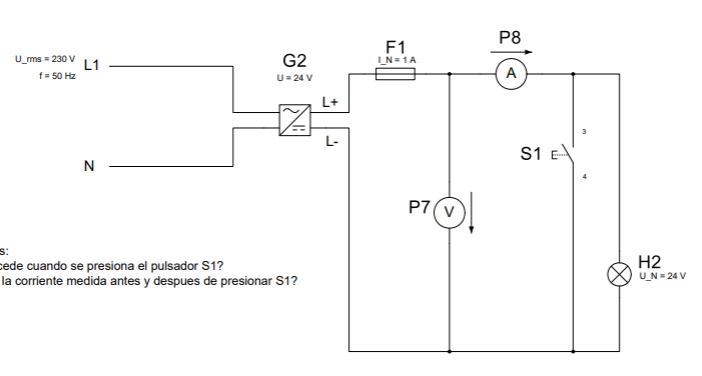 U_rms = 230 V
f = 50 Hz
L1
N
G2
U = 24 V
L+
L-
F1
I_N = 1 A
P8
A
P7
V
S1
3
4
H2
U_N = 24 V
s:
cede cuando se presiona el pulsador S1?
la corriente medida antes y despues de presionar S1?